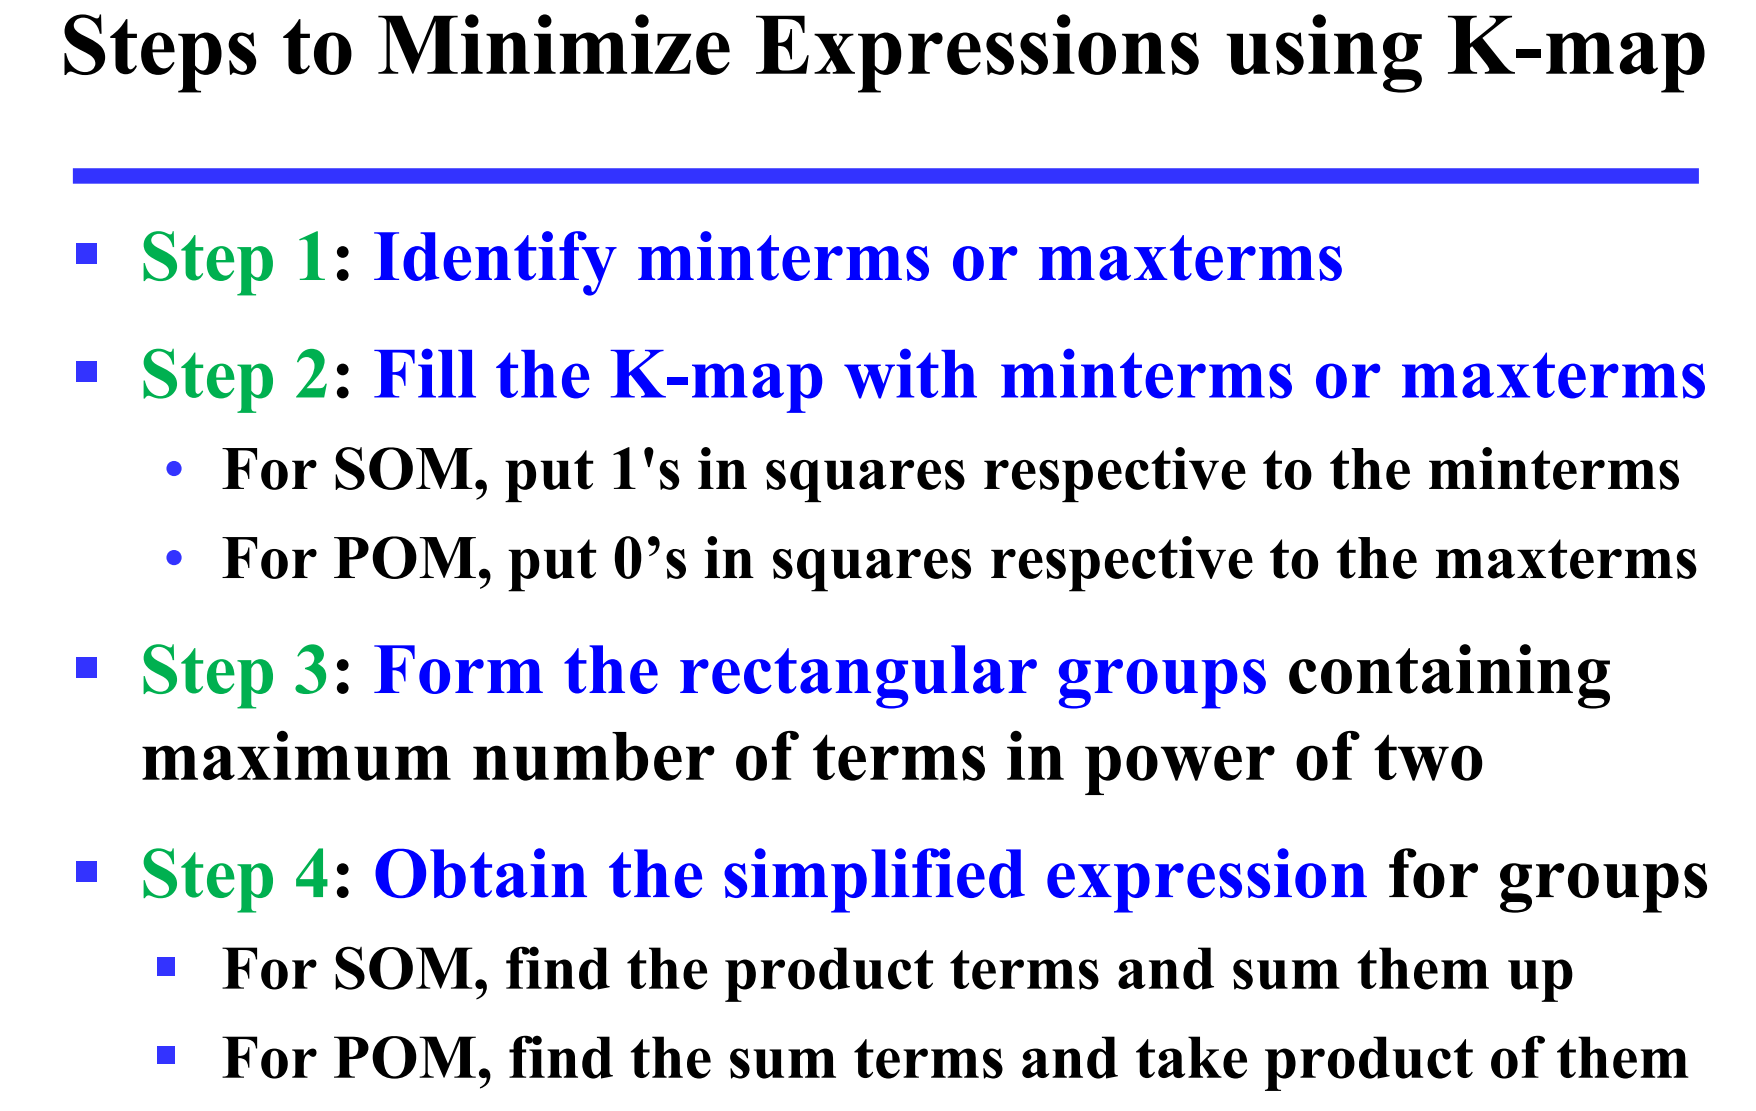 Steps to Minimize Expressions using K-map
▪ Step 1: Identify minterms or maxterms
▪ Step 2: Fill the K-map with minterms or maxterms
• For SOM, put 1's in squares respective to the minterms
• For POM, put 0’s in squares respective to the maxterms
▪ Step 3: Form the rectangular groups containing
maximum number of terms in power of two
▪ Step 4: Obtain the simplified expression for groups
▪ For SOM, find the product terms and sum them up
▪ For POM, find the sum terms and take product of them